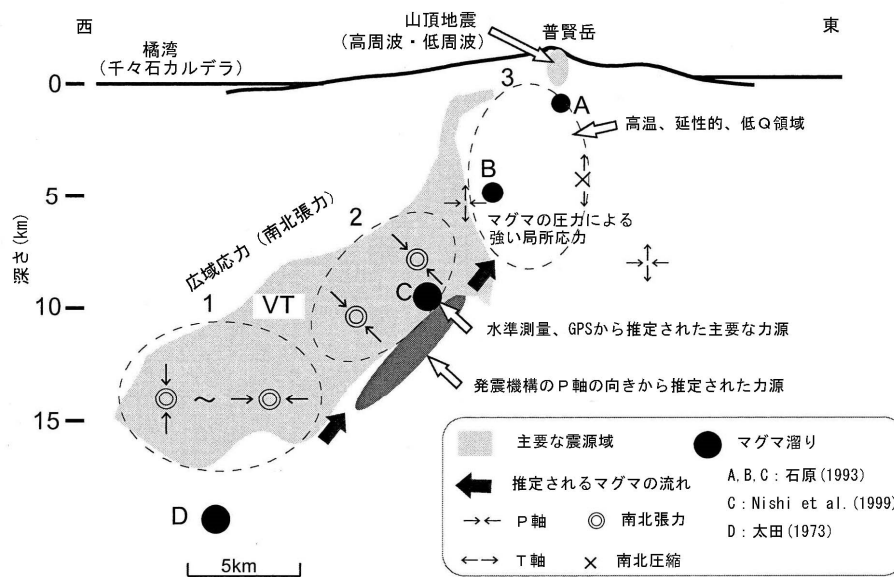 西
東
山頂地震
(高周波・低周波)
普賢岳
橘湾
(千々石カルデラ)
0
3
A
高温、延性的、低Q領域
B
5
マグマの圧力による
強い局所応力
深さ(km)
広域応力(南北張力)
2
1
VT
C
10
水準測量、GPSから推定された主要な力源
発震機構のP軸の向きから推定された力源
15
D
5km
主要な震源域
マグマ溜り
推定されるマグマの流れ
A,B,C:石原(1993)
C:Nishi et al.(1999)
D:太田(1973)
P軸
南北張力
T軸
南北圧縮